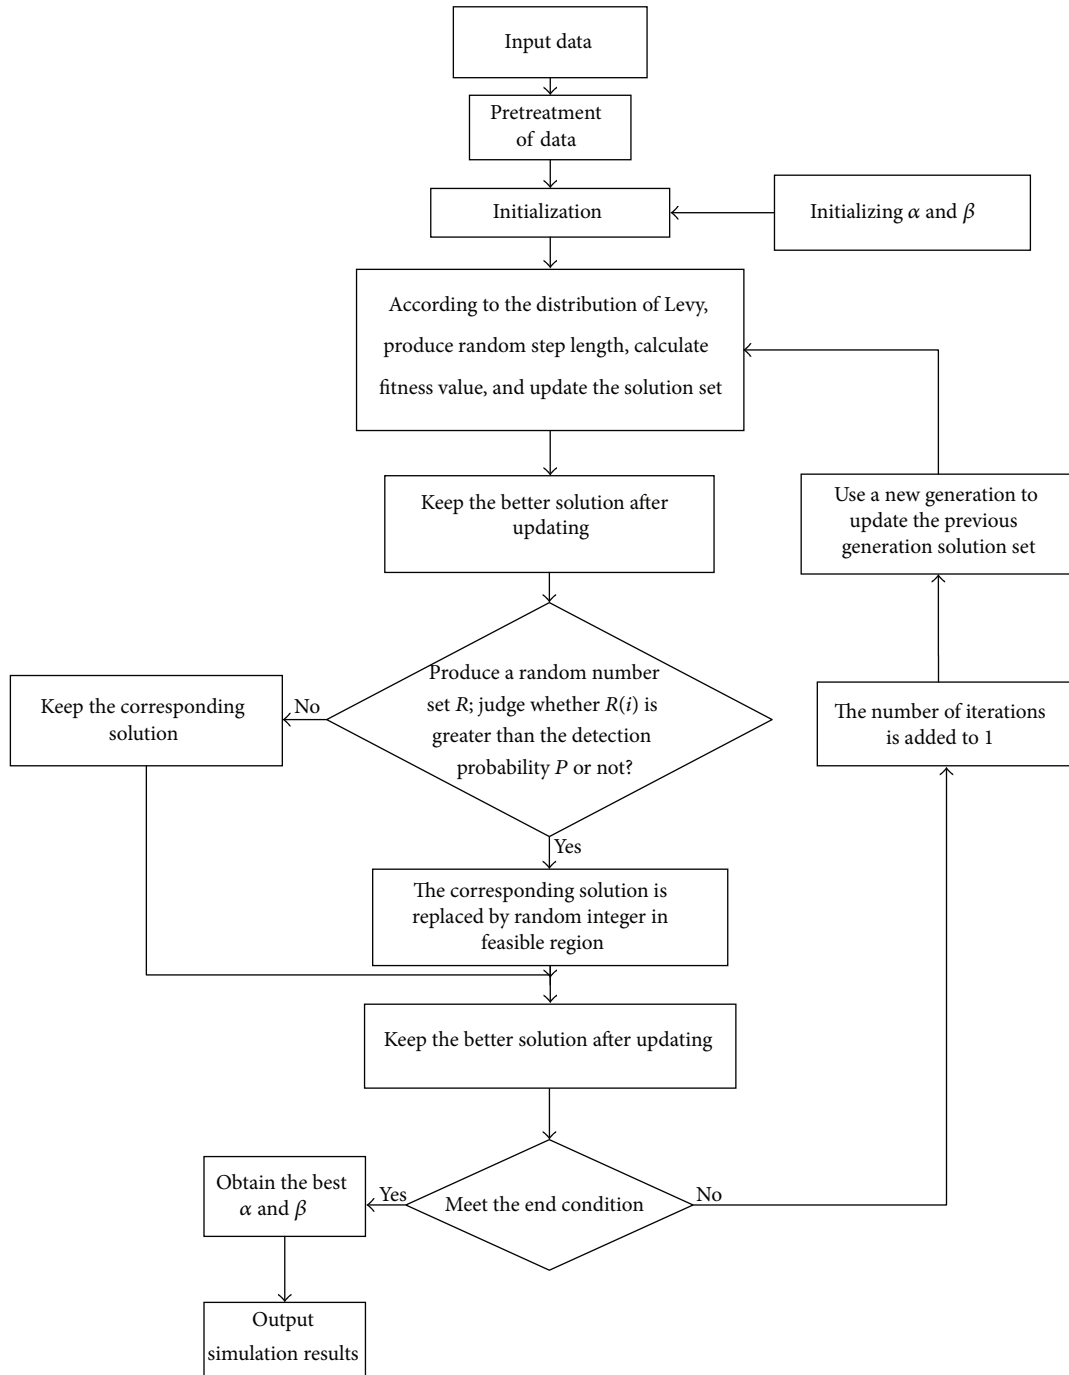 Input data
Pretreatment
of data
Initialization
Initializing α and β
According to the distribution of Levy,
produce random step length, calculate
fitness value, and update the solution set
Keep the better solution after
updating
Use a new generation to
update the previous
generation solution set
Produce a random number
set R; judge whether R(i) is
greater than the detection
probability P or not?
No
Keep the corresponding
solution
The number of iterations
is added to 1
Yes
The corresponding solution is
replaced by random integer in
feasible region
Keep the better solution after updating
Meet the end condition
Yes
No
Obtain the best
α and β
Output
simulation results